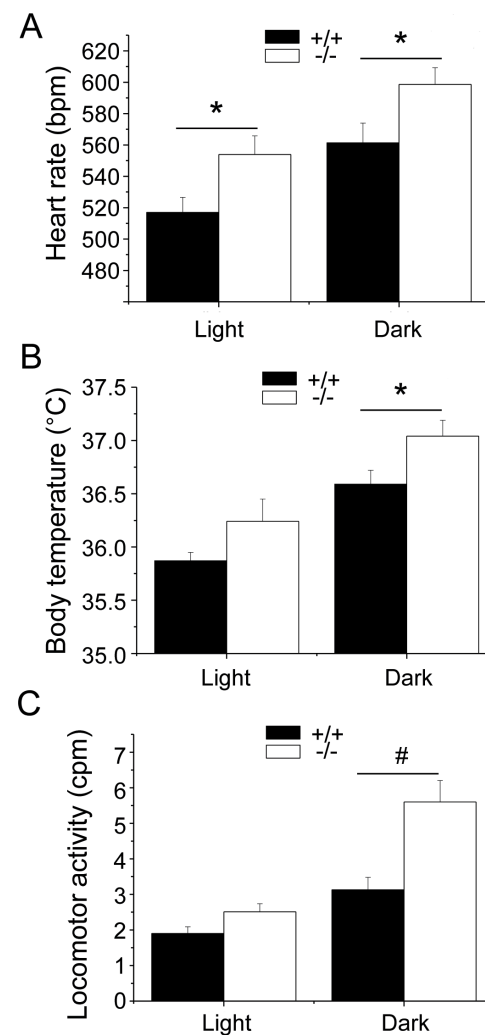 A
+/+
-/-
*
*
Heart rate (bpm)
620
600
580
560
540
520
500
480
Light
Dark
B
+/+
-/-
*
Body temperature (°C)
37.5
37.0
36.5
36.0
35.5
35.0
Light
Dark
C
+/+
-/-
#
Locomotor activity (cpm)
7
6
5
4
3
2
1
0
Light
Dark